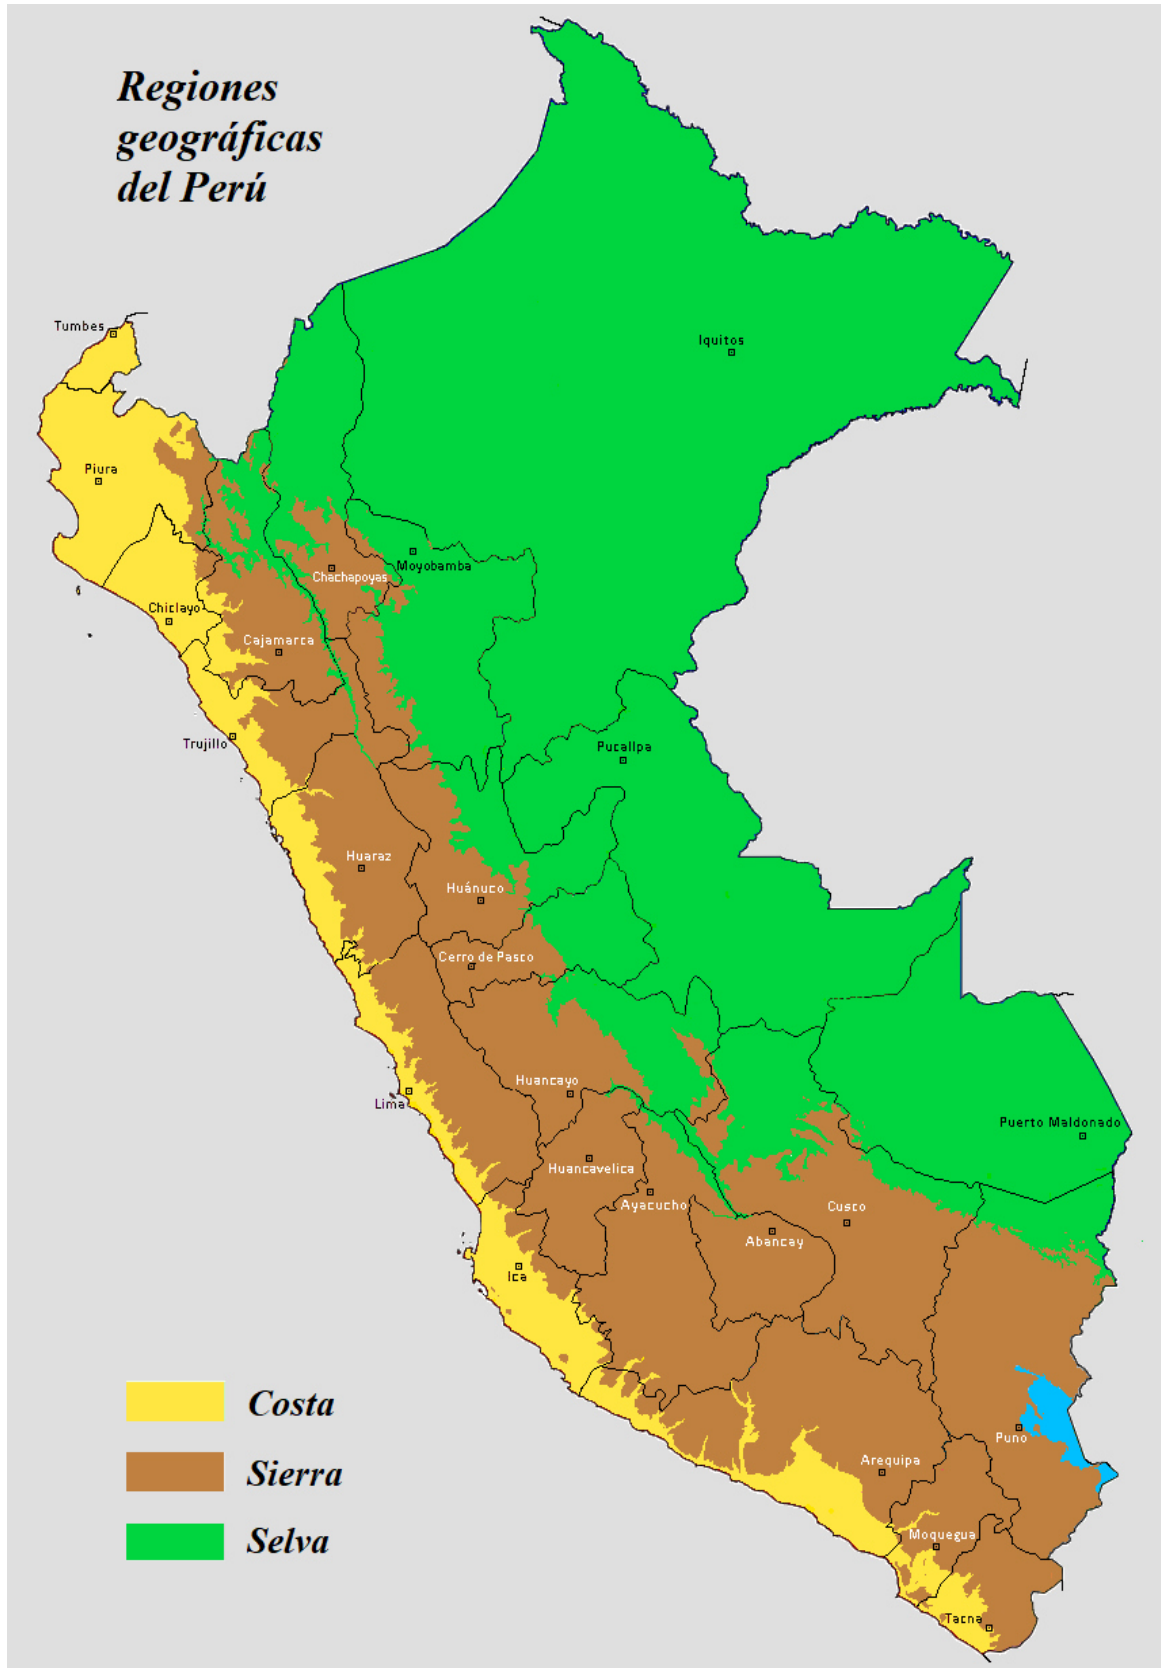 Regiones
geográficas
del Perú
Tumbes
Iquitos
Piura
Moyobamba
Chachapoyas
Chiclayo
Cajamarca
Trujillo
Pucallpa
Huaraz
Huánuco
Cerro de Pasco
Huancayo
Lima
Puerto Maldonado
Huancavelica
Ayacucho
Cusco
Abancay
Ica
Puno
Arequipa
Moquegua
Tacna
Costa
Sierra
Selva